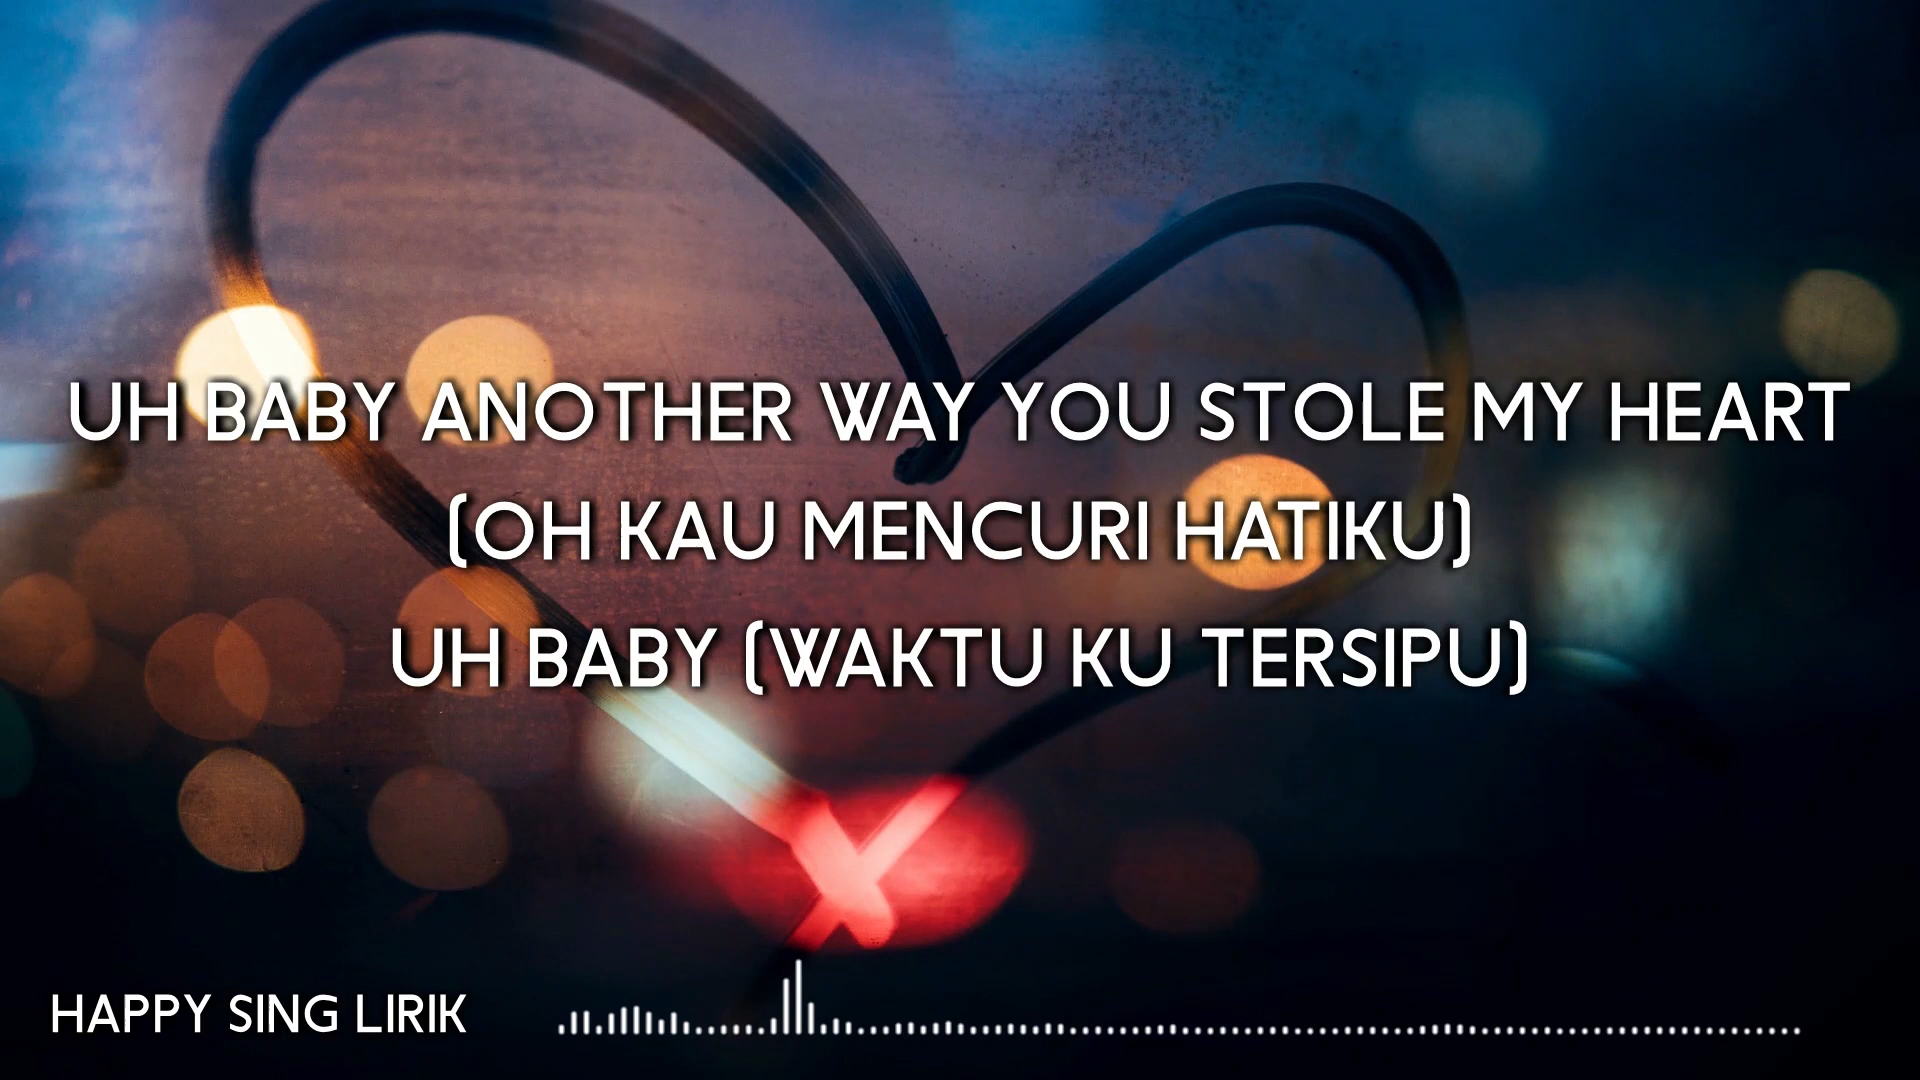 UH BABY ANOTHER WAY YOU STOLE MY HEART
(OH KAU MENCURI HATIKU)
UH BABY (WAKTU KU TERSIPU)
HAPPY SING LIRIK